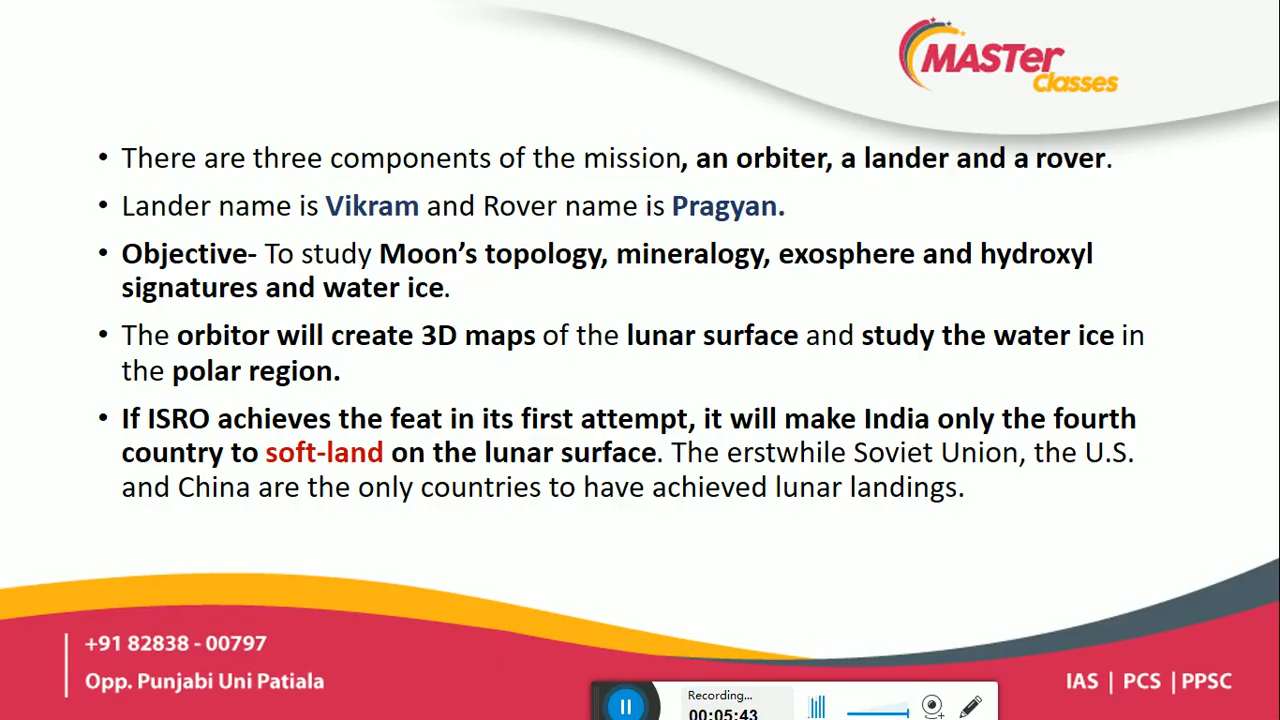 MASTer
Classes
• There are three components of the mission, an orbiter, a lander and a rover.
• Lander name is Vikram and Rover name is Pragyan.
• Objective- To study Moon's topology, mineralogy, exosphere and hydroxyl
signatures and water ice.
• The orbitor will create 3D maps of the lunar surface and study the water ice in
the polar region.
• If ISRO achieves the feat in its first attempt, it will make India only the fourth
country to soft-land on the lunar surface. The erstwhile Soviet Union, the U.S.
and China are the only countries to have achieved lunar landings.
+91 82838 - 00797
Opp. Punjabi Uni Patiala
IAS | PCS | PPSC
Recording...
00:05:43